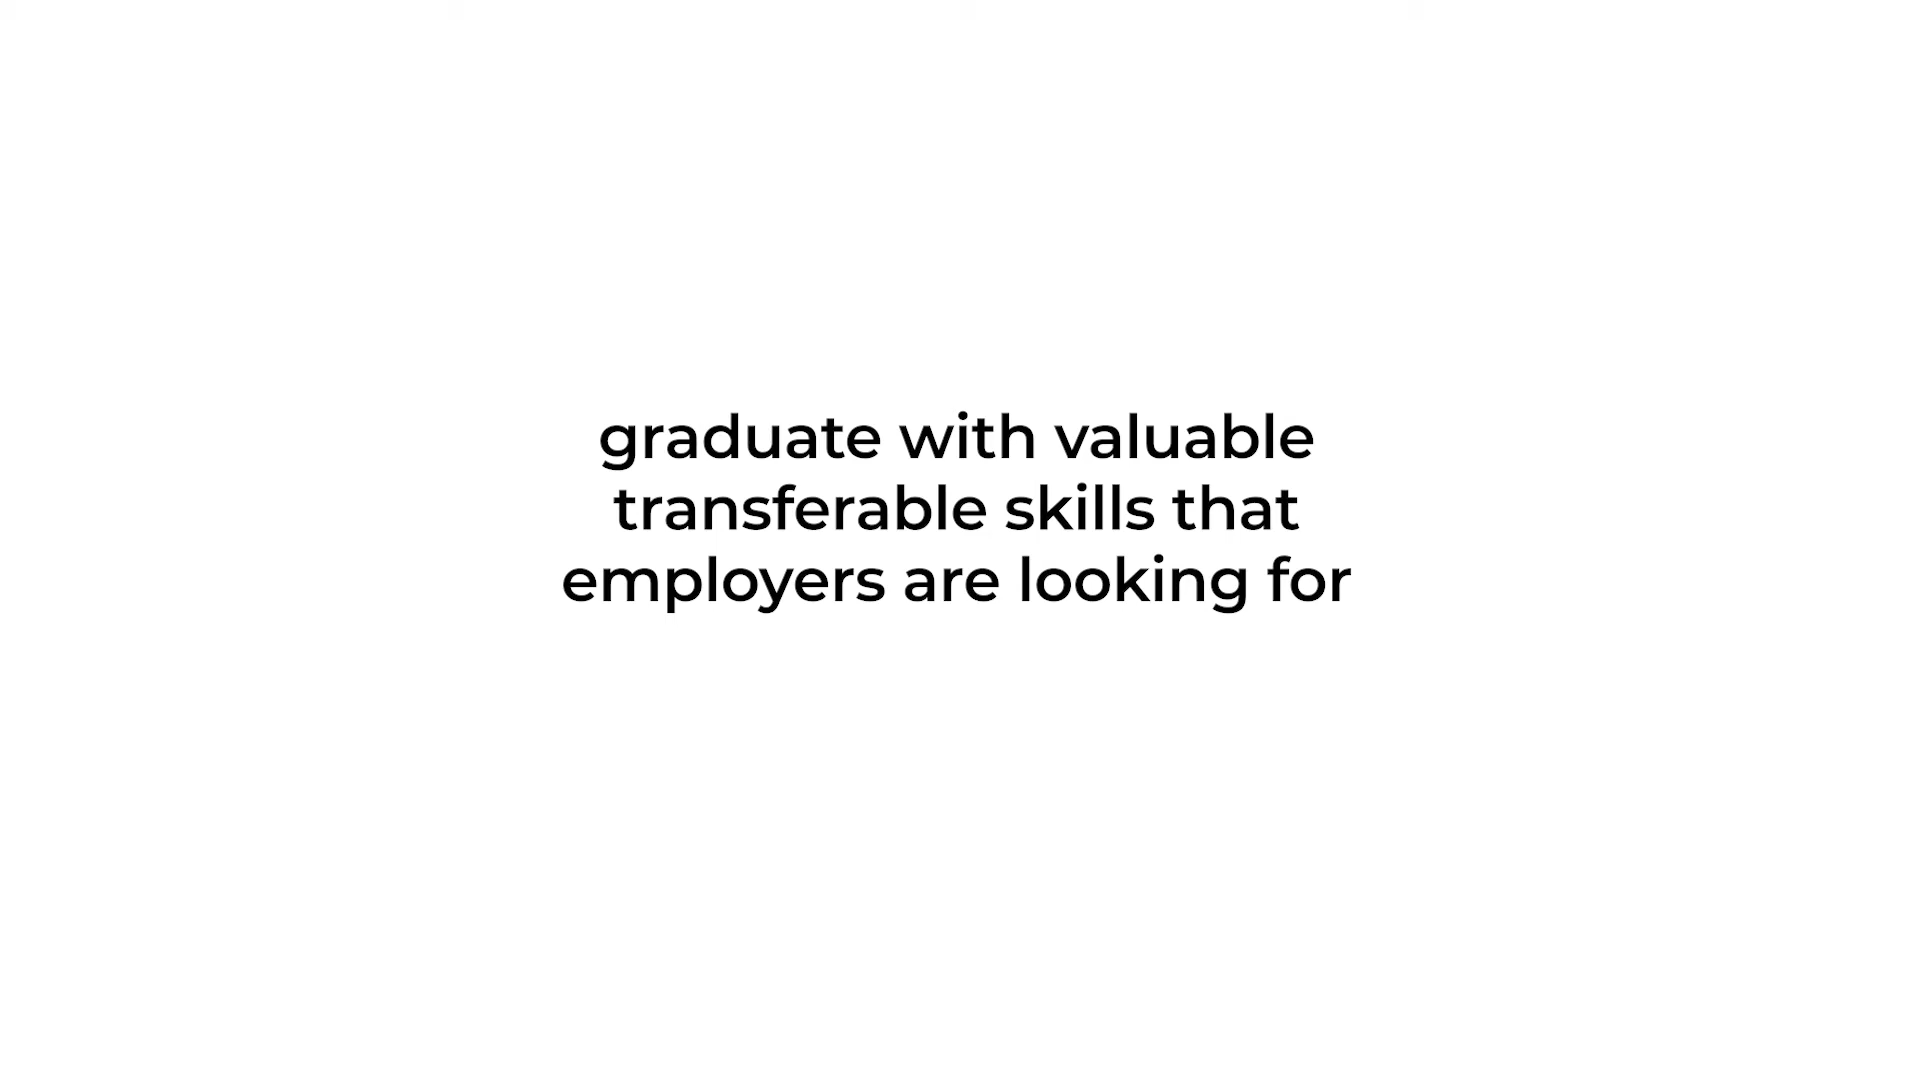 graduate with valuable
transferable skills that
employers are looking for